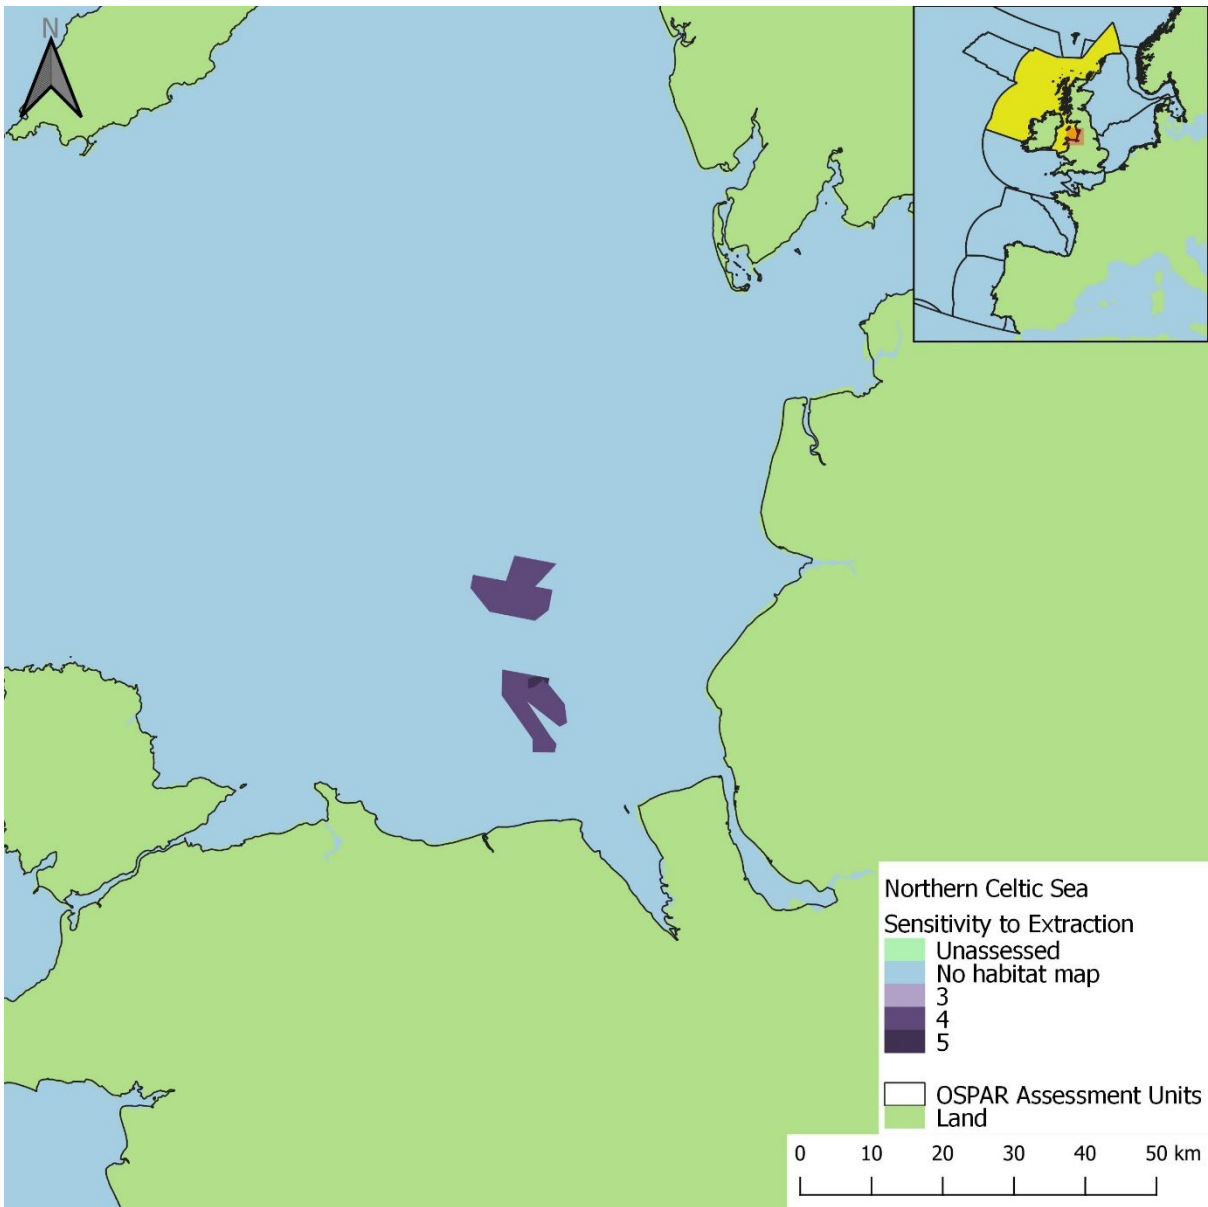 N
Northern Celtic Sea
Sensitivity to Extraction
Unassessed
No habitat map
3
4
5
OSPAR Assessment Units
Land
0 10 20 30 40 50 km